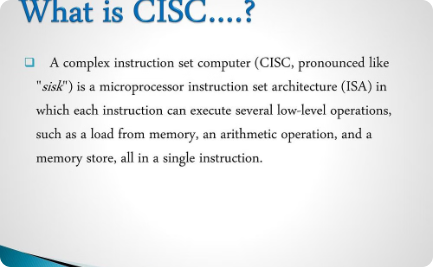 What is CISC....?
A complex instruction set computer (CISC, pronounced like
"sisk") is a microprocessor instruction set architecture (ISA) in
which each instruction can execute several low-level operations,
such as a load from memory, an arithmetic operation, and a
memory store, all in a single instruction.